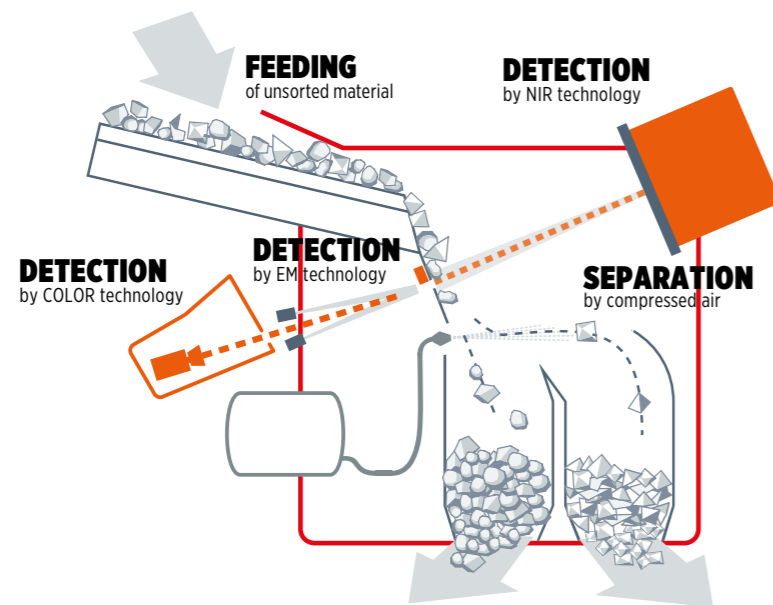 FEEDING
of unsorted material
DETECTION
by NIR technology
DETECTION
by EM technology
DETECTION
by COLOR technology
SEPARATION
by compressed air